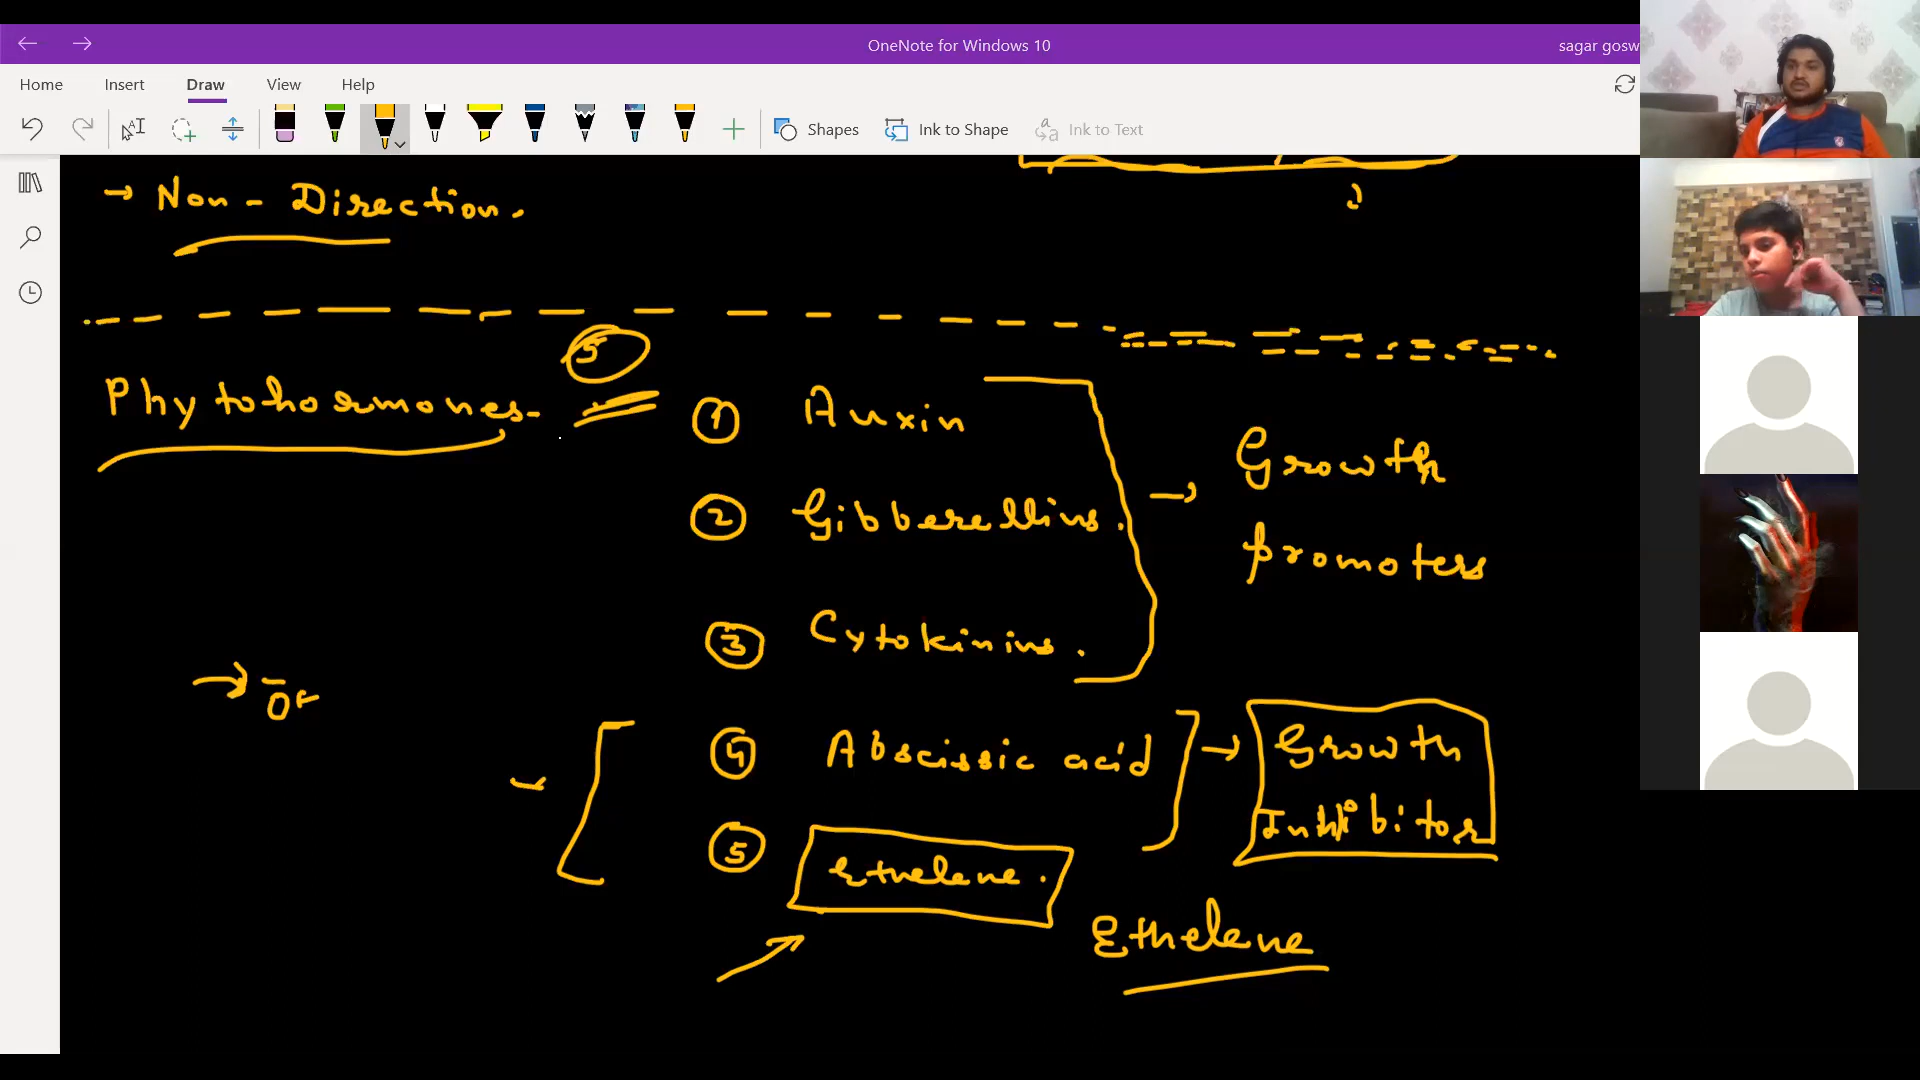 OneNote for Windows 10
sagar gosw
Home Insert Draw View Help
Shapes Ink to Shape Ink to Text
→ Non - Direction.
5
Phytohormones-
① Auxin
② Gibberellins.
→ Growth
promoters
③ Cytokinins.
④ Abscissic acid
→ Growth
Inhibitor
⑤ Ethelene.
Ethelene